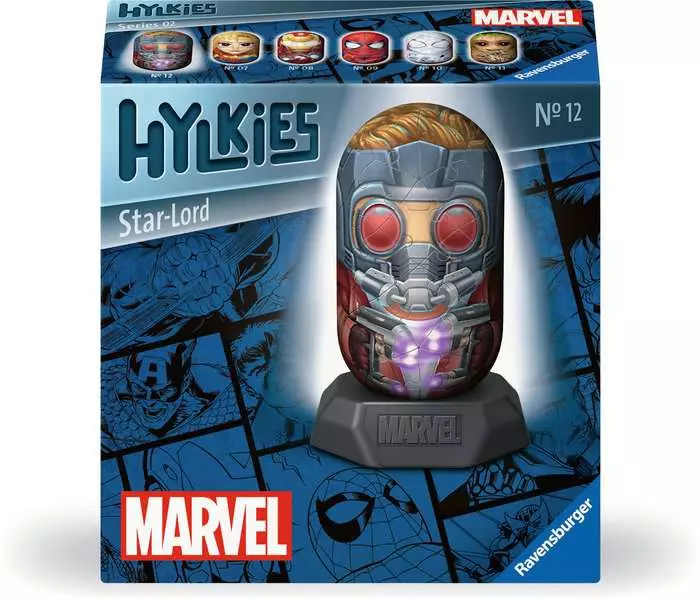 HYLKIES
Series 02
MARVEL
Nº 12
Nº 07
Nº 08
Nº 09
Nº 10
Nº 11
Ravensburger
HYLKIES
Nº 12
Star-Lord
MARVEL
MARVEL
Ravensburger